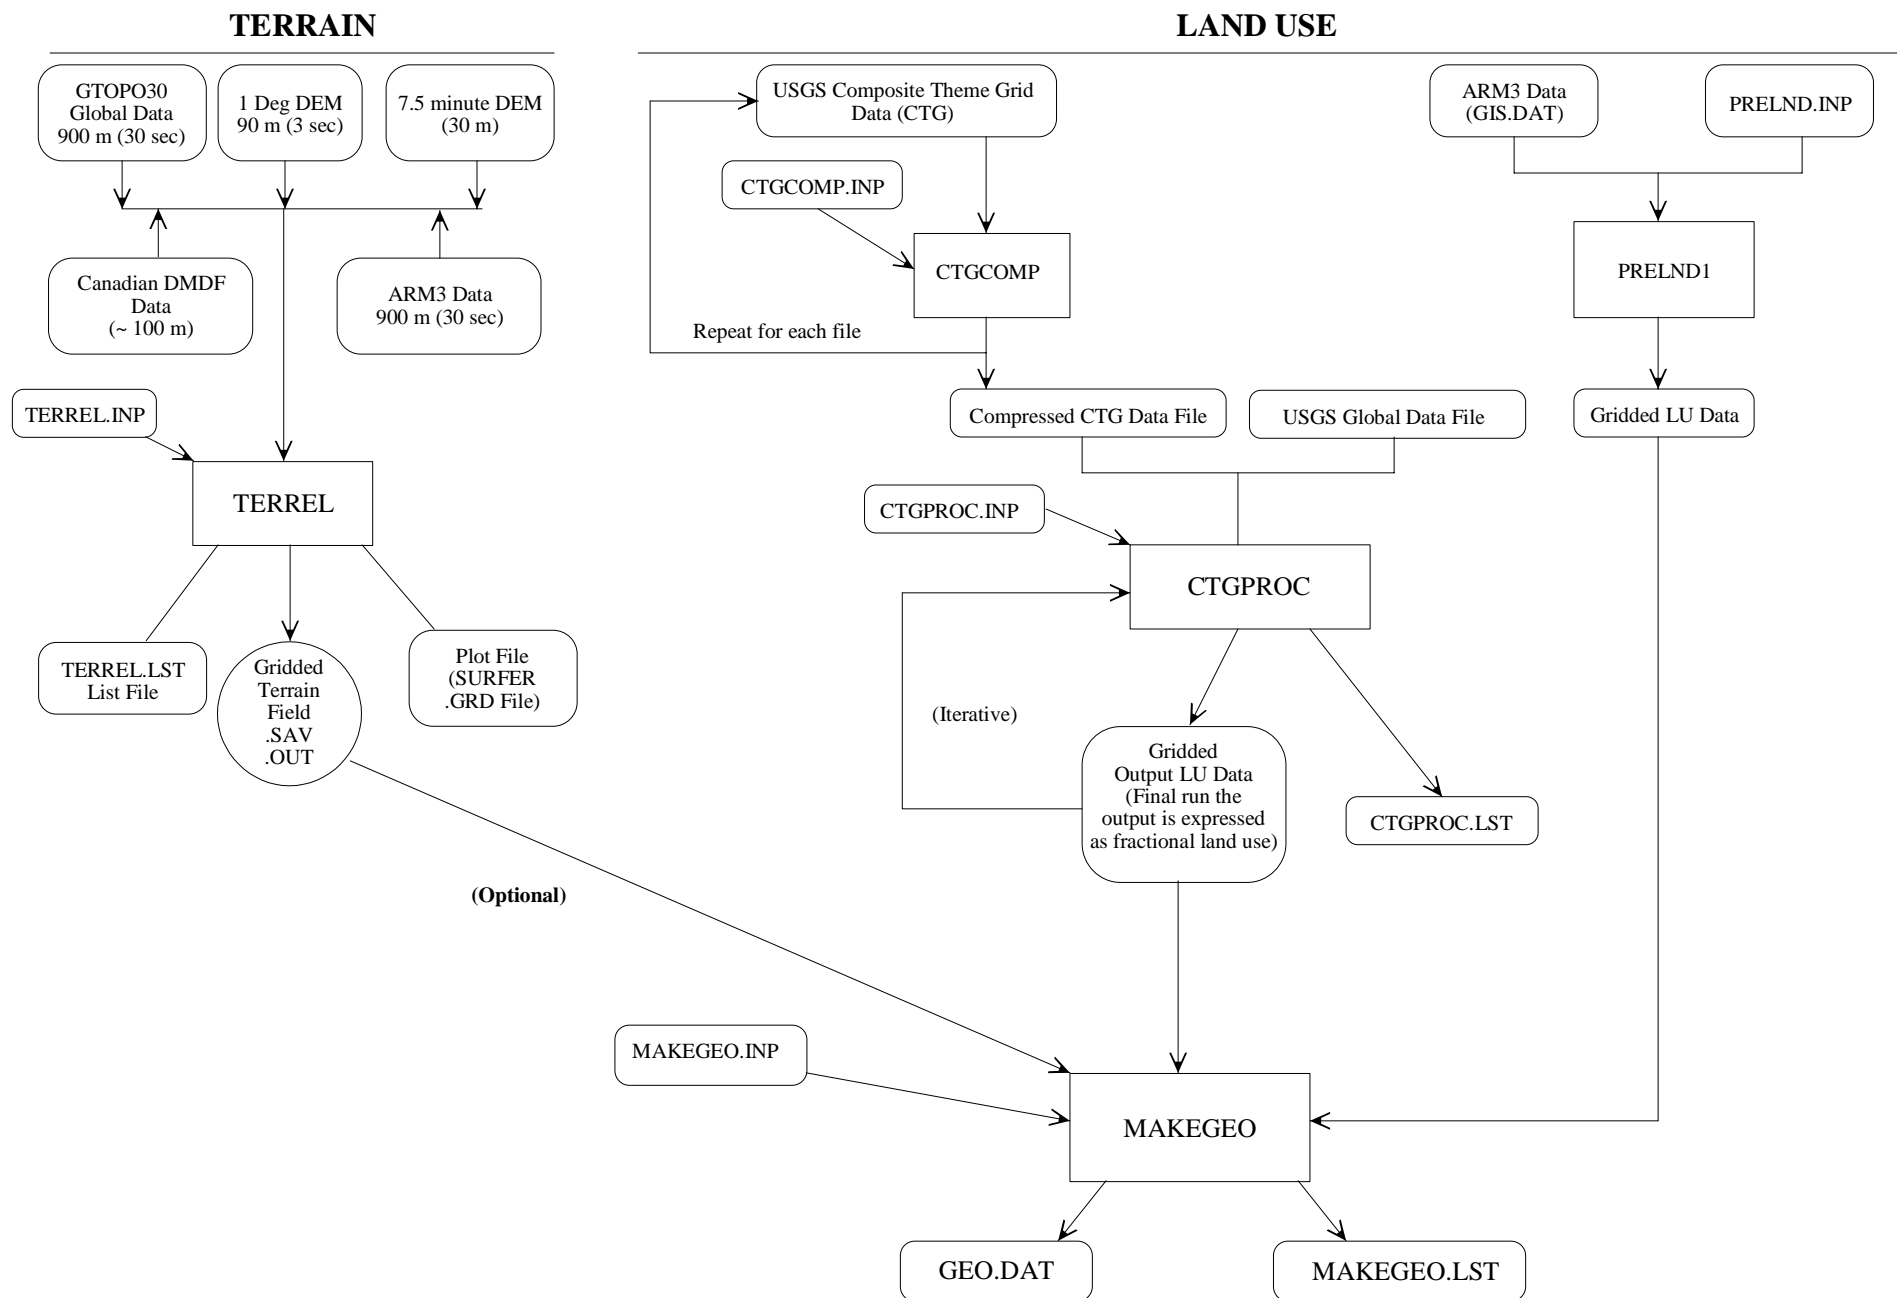 TERRAIN
LAND USE
GTOPO30
Global Data
900 m (30 sec)
1 Deg DEM
90 m (3 sec)
7.5 minute DEM
(30 m)
USGS Composite Theme Grid
Data (CTG)
ARM3 Data
(GIS.DAT)
PRELND.INP
CTGCOMP.INP
Canadian DMDF
Data
(~ 100 m)
ARM3 Data
900 m (30 sec)
CTGCOMP
PRELND1
Repeat for each file
TERREL.INP
Compressed CTG Data File
USGS Global Data File
Gridded LU Data
TERREL
CTGPROC.INP
CTGPROC
TERREL.LST
List File
Gridded
Terrain
Field
.SAV
.OUT
Plot File
(SURFER
.GRD File)
(Iterative)
Gridded
Output LU Data
(Final run the
output is expressed
as fractional land use)
CTGPROC.LST
(Optional)
MAKEGEO.INP
MAKEGEO
GEO.DAT
MAKEGEO.LST